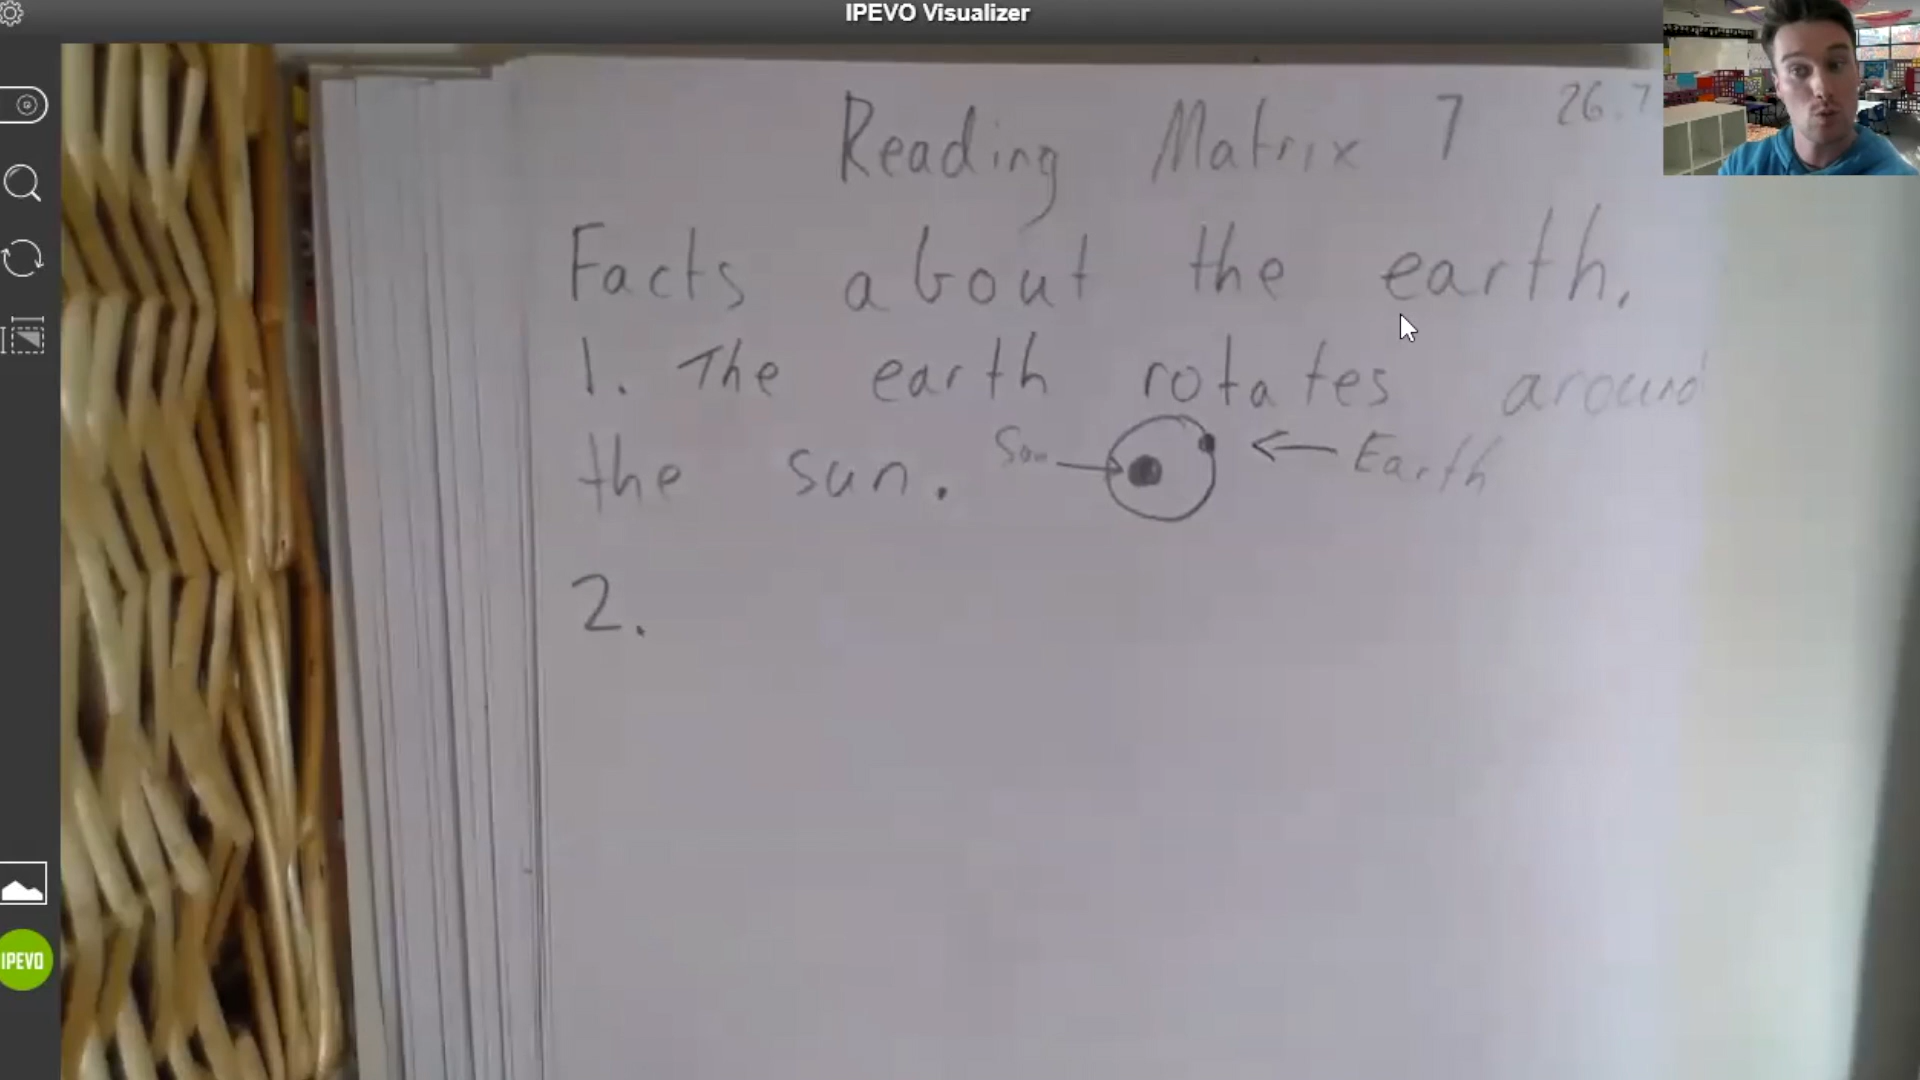 IPEVO Visualizer
Reading Matrix 7 26.7
Facts about the earth.
1. The earth rotates around
the sun. Sun Earth
2.
IPEVO